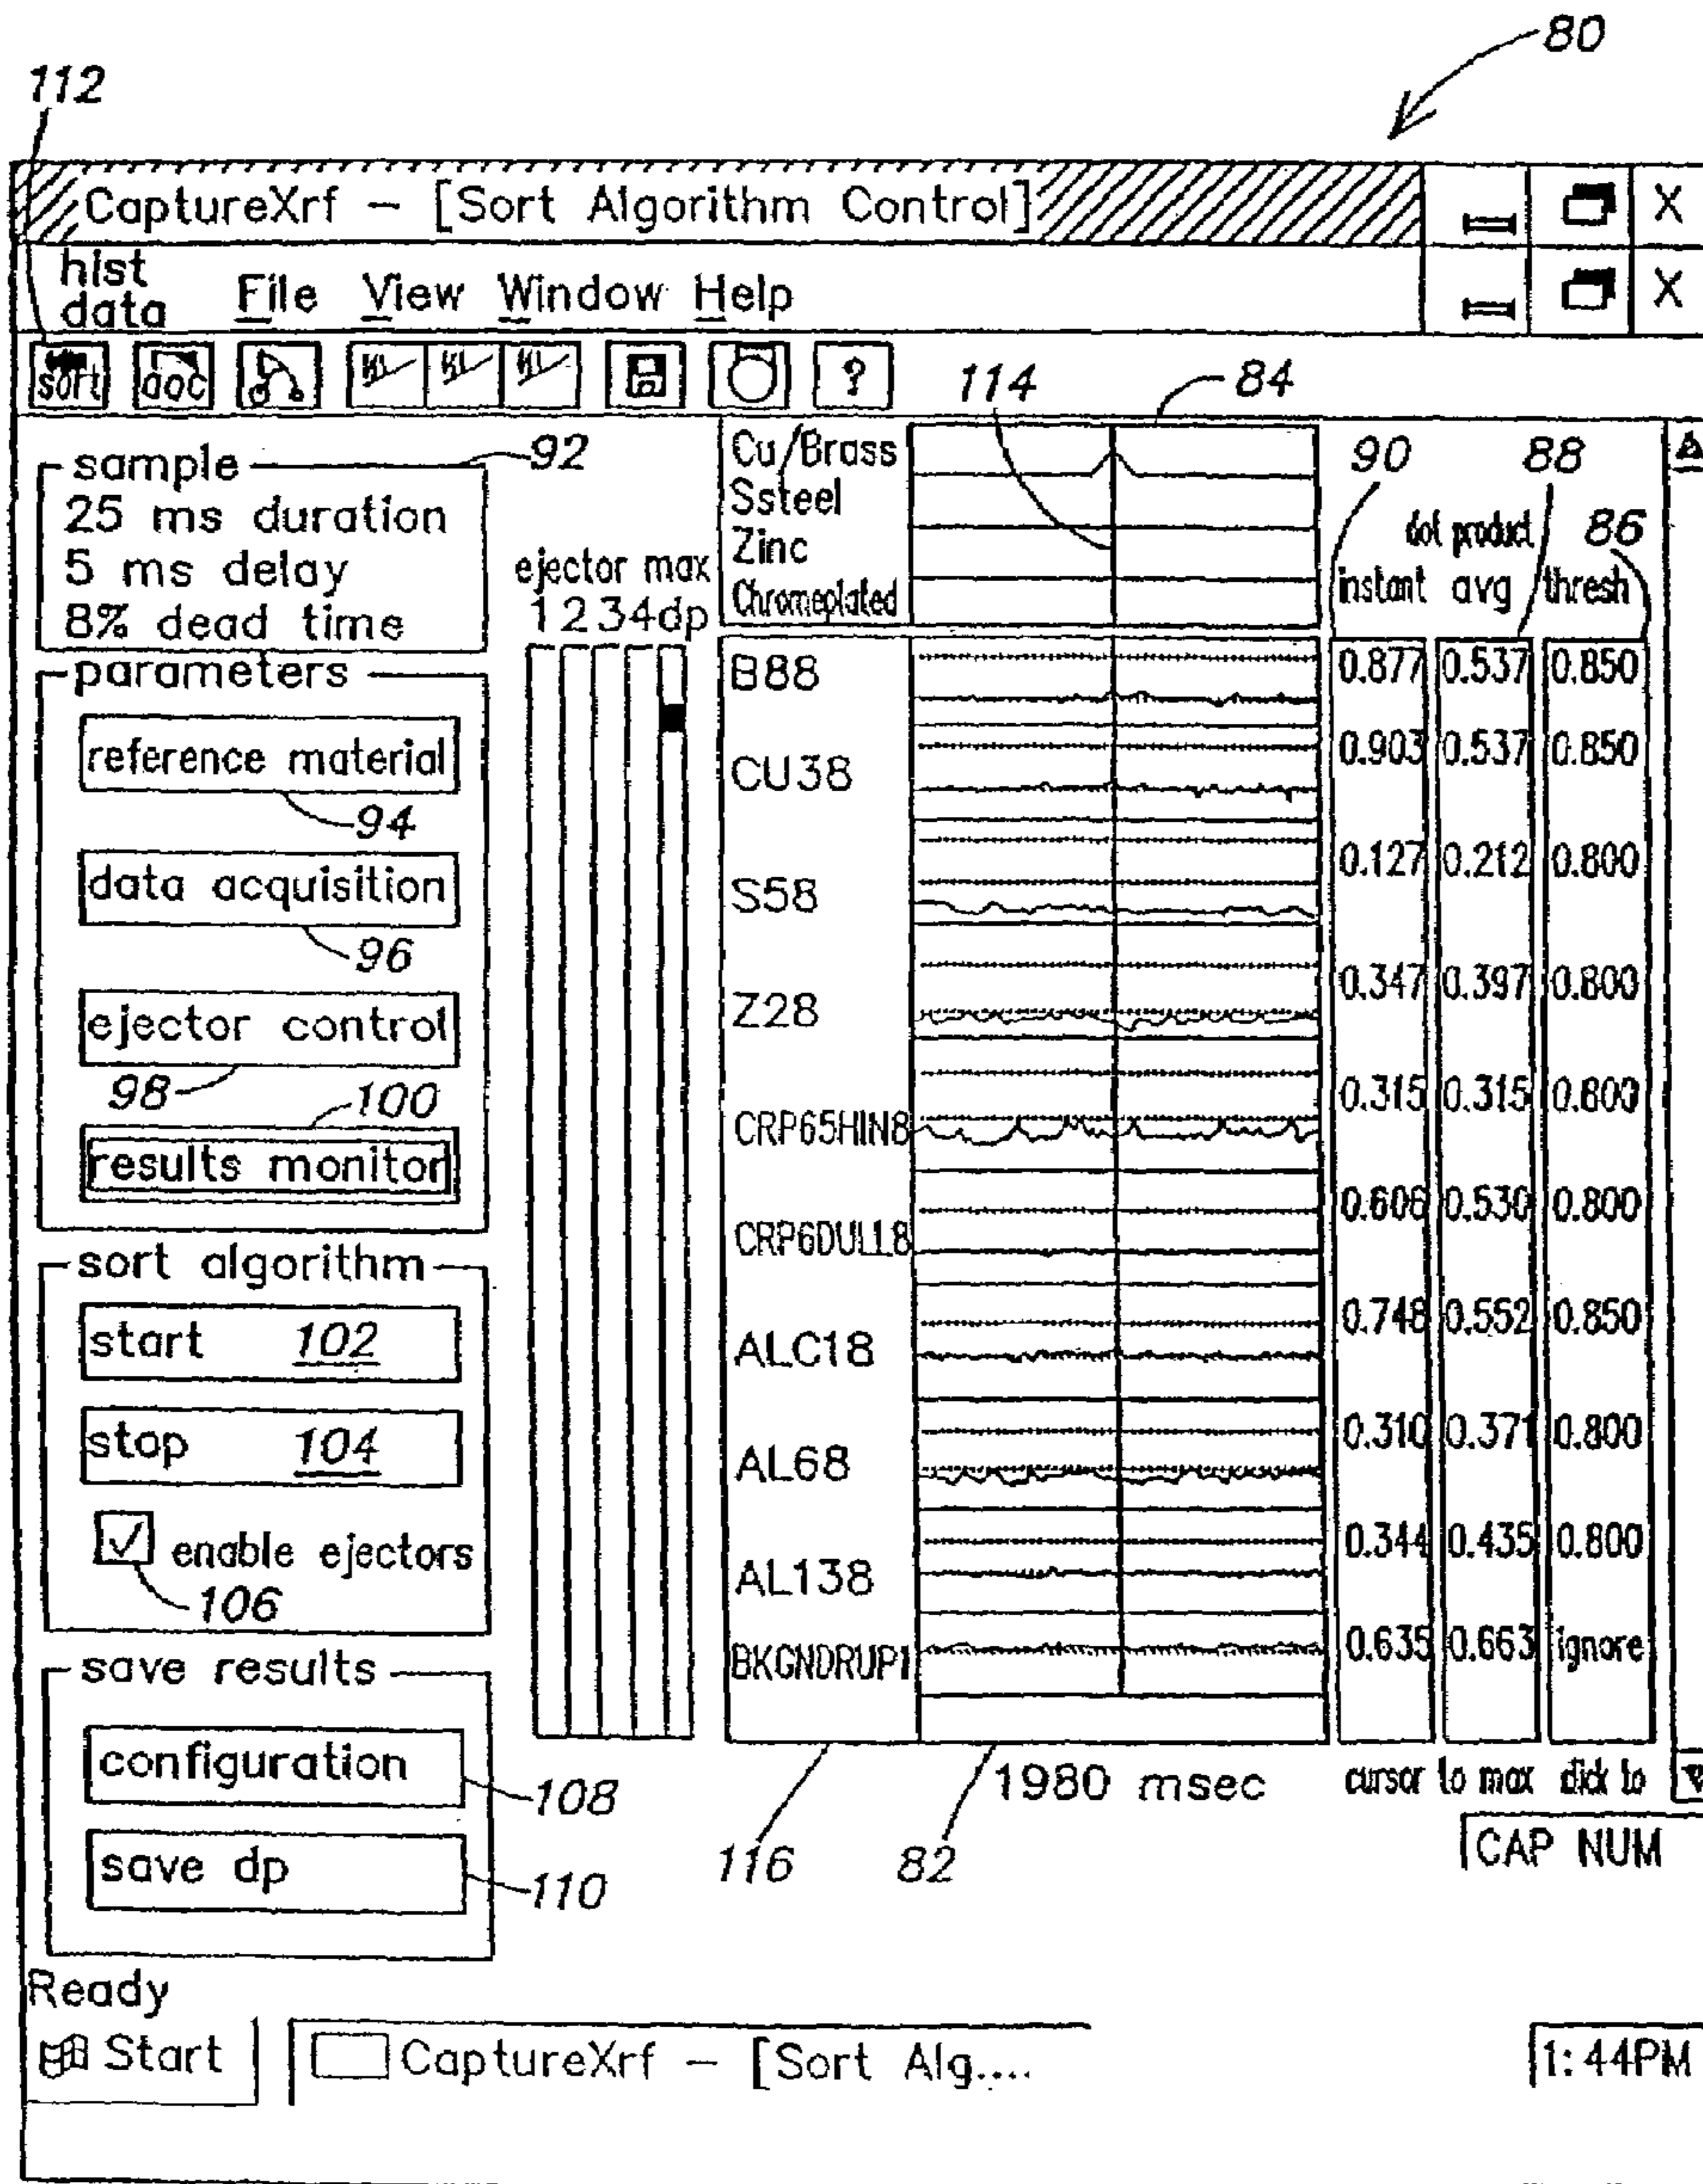 80
112
CaptureXrf – [Sort Algorithm Control]
hist data File View Window Help
sort
?
114
84
sample
92
25 ms duration
5 ms delay
8% dead time
ejector max
1 2 3 4 dp
Cu/Brass
Ssteel
Zinc
Chromeplated
90
88
86
dot product
instant avg thresh
parameters
reference material
94
data acquisition
96
ejector control
98
100
results monitor
sort algorithm
start 102
stop 104
enable ejectors
106
save results
configuration
108
save dp
110
B88 0.877 0.537 0.850
CU38 0.903 0.537 0.850
S58 0.127 0.212 0.800
Z28 0.347 0.397 0.800
CRP65HIN8 0.315 0.315 0.800
CRP6DULL8 0.606 0.530 0.800
ALC18 0.748 0.552 0.850
AL68 0.310 0.371 0.800
AL138 0.344 0.435 0.800
BKGNDRUP1 0.635 0.663 ignore
1980 msec
cursor to max click to
116
82
CAP NUM
Ready
Start
CaptureXrf – [Sort Alg....
1:44PM